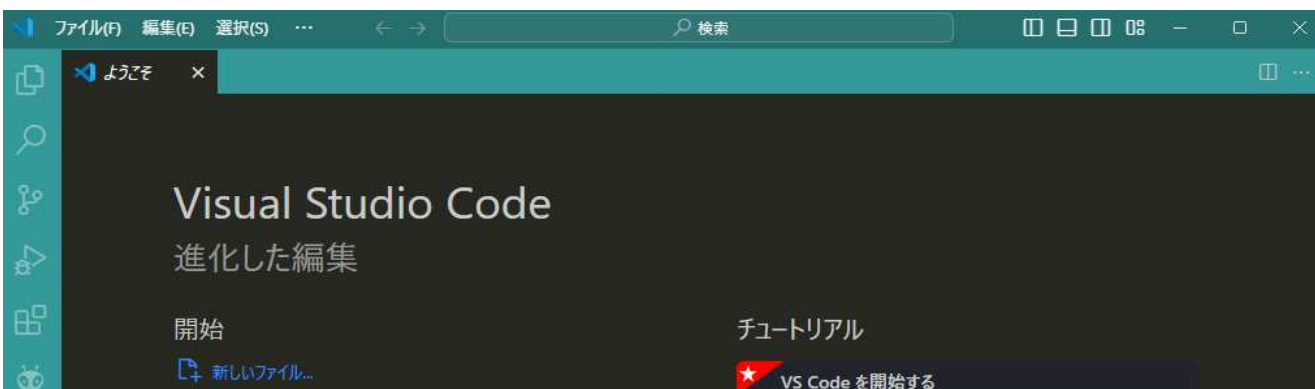 ファイル(F) 編集(E) 選択(S) ··· ← → 検索
ようこそ ×
Visual Studio Code
進化した編集
開始
チュートリアル
新しいファイル...
VS Code を開始する